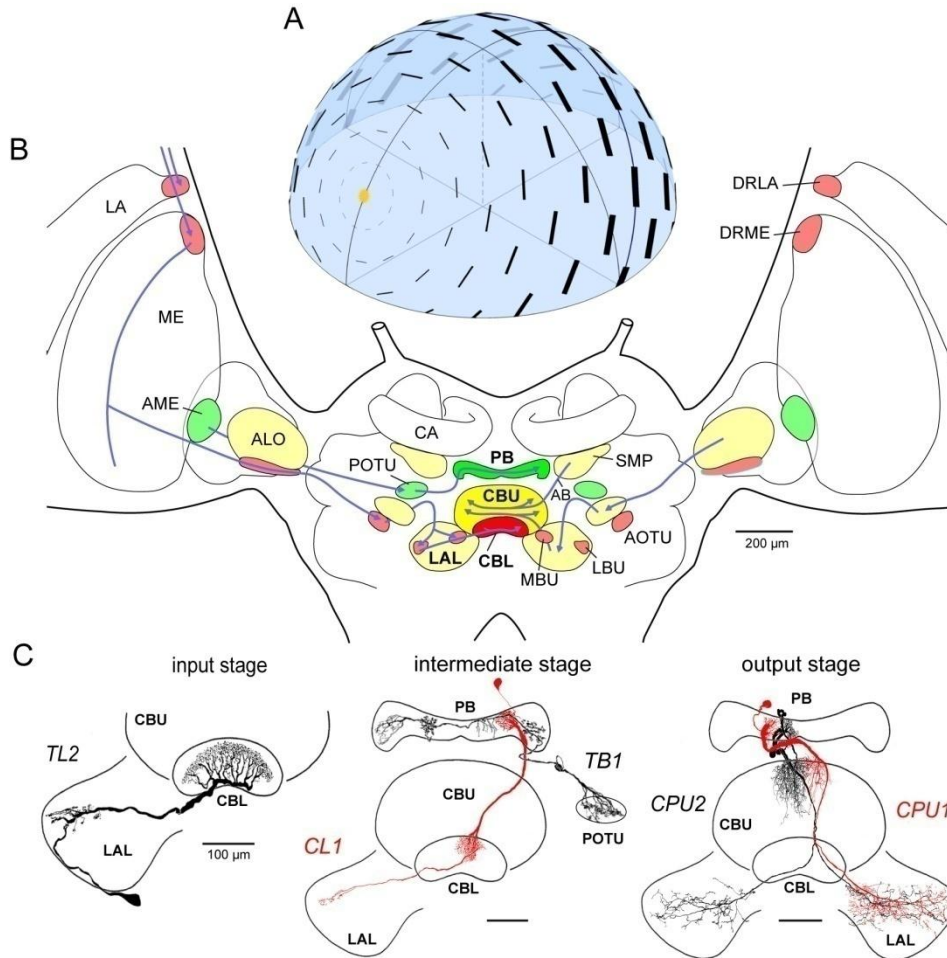 A
B
LA
DRLA
DRME
ME
AME
ALO
CA
POTU
PB
SMP
CBU
AB
LAL
CBL
MBU
LBU
AOTU
200 µm
C
input stage
intermediate stage
output stage
CBU
TL2
CBL
LAL
100 µm
PB
TB1
CBU
POTU
CL1
CBL
LAL
PB
CPU2
CBU
CPU1
CBL
LAL